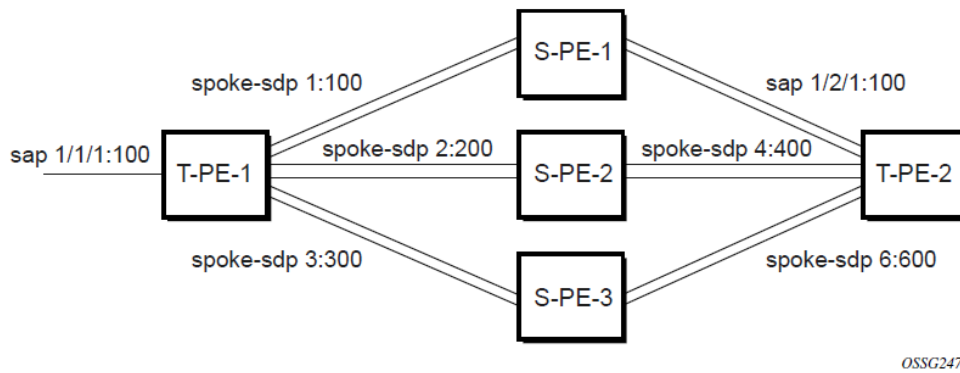 S-PE-1
spoke-sdp 1:100
sap 1/2/1:100
sap 1/1/1:100
T-PE-1
spoke-sdp 2:200
S-PE-2
spoke-sdp 4:400
T-PE-2
spoke-sdp 3:300
S-PE-3
spoke-sdp 6:600
OSSG247